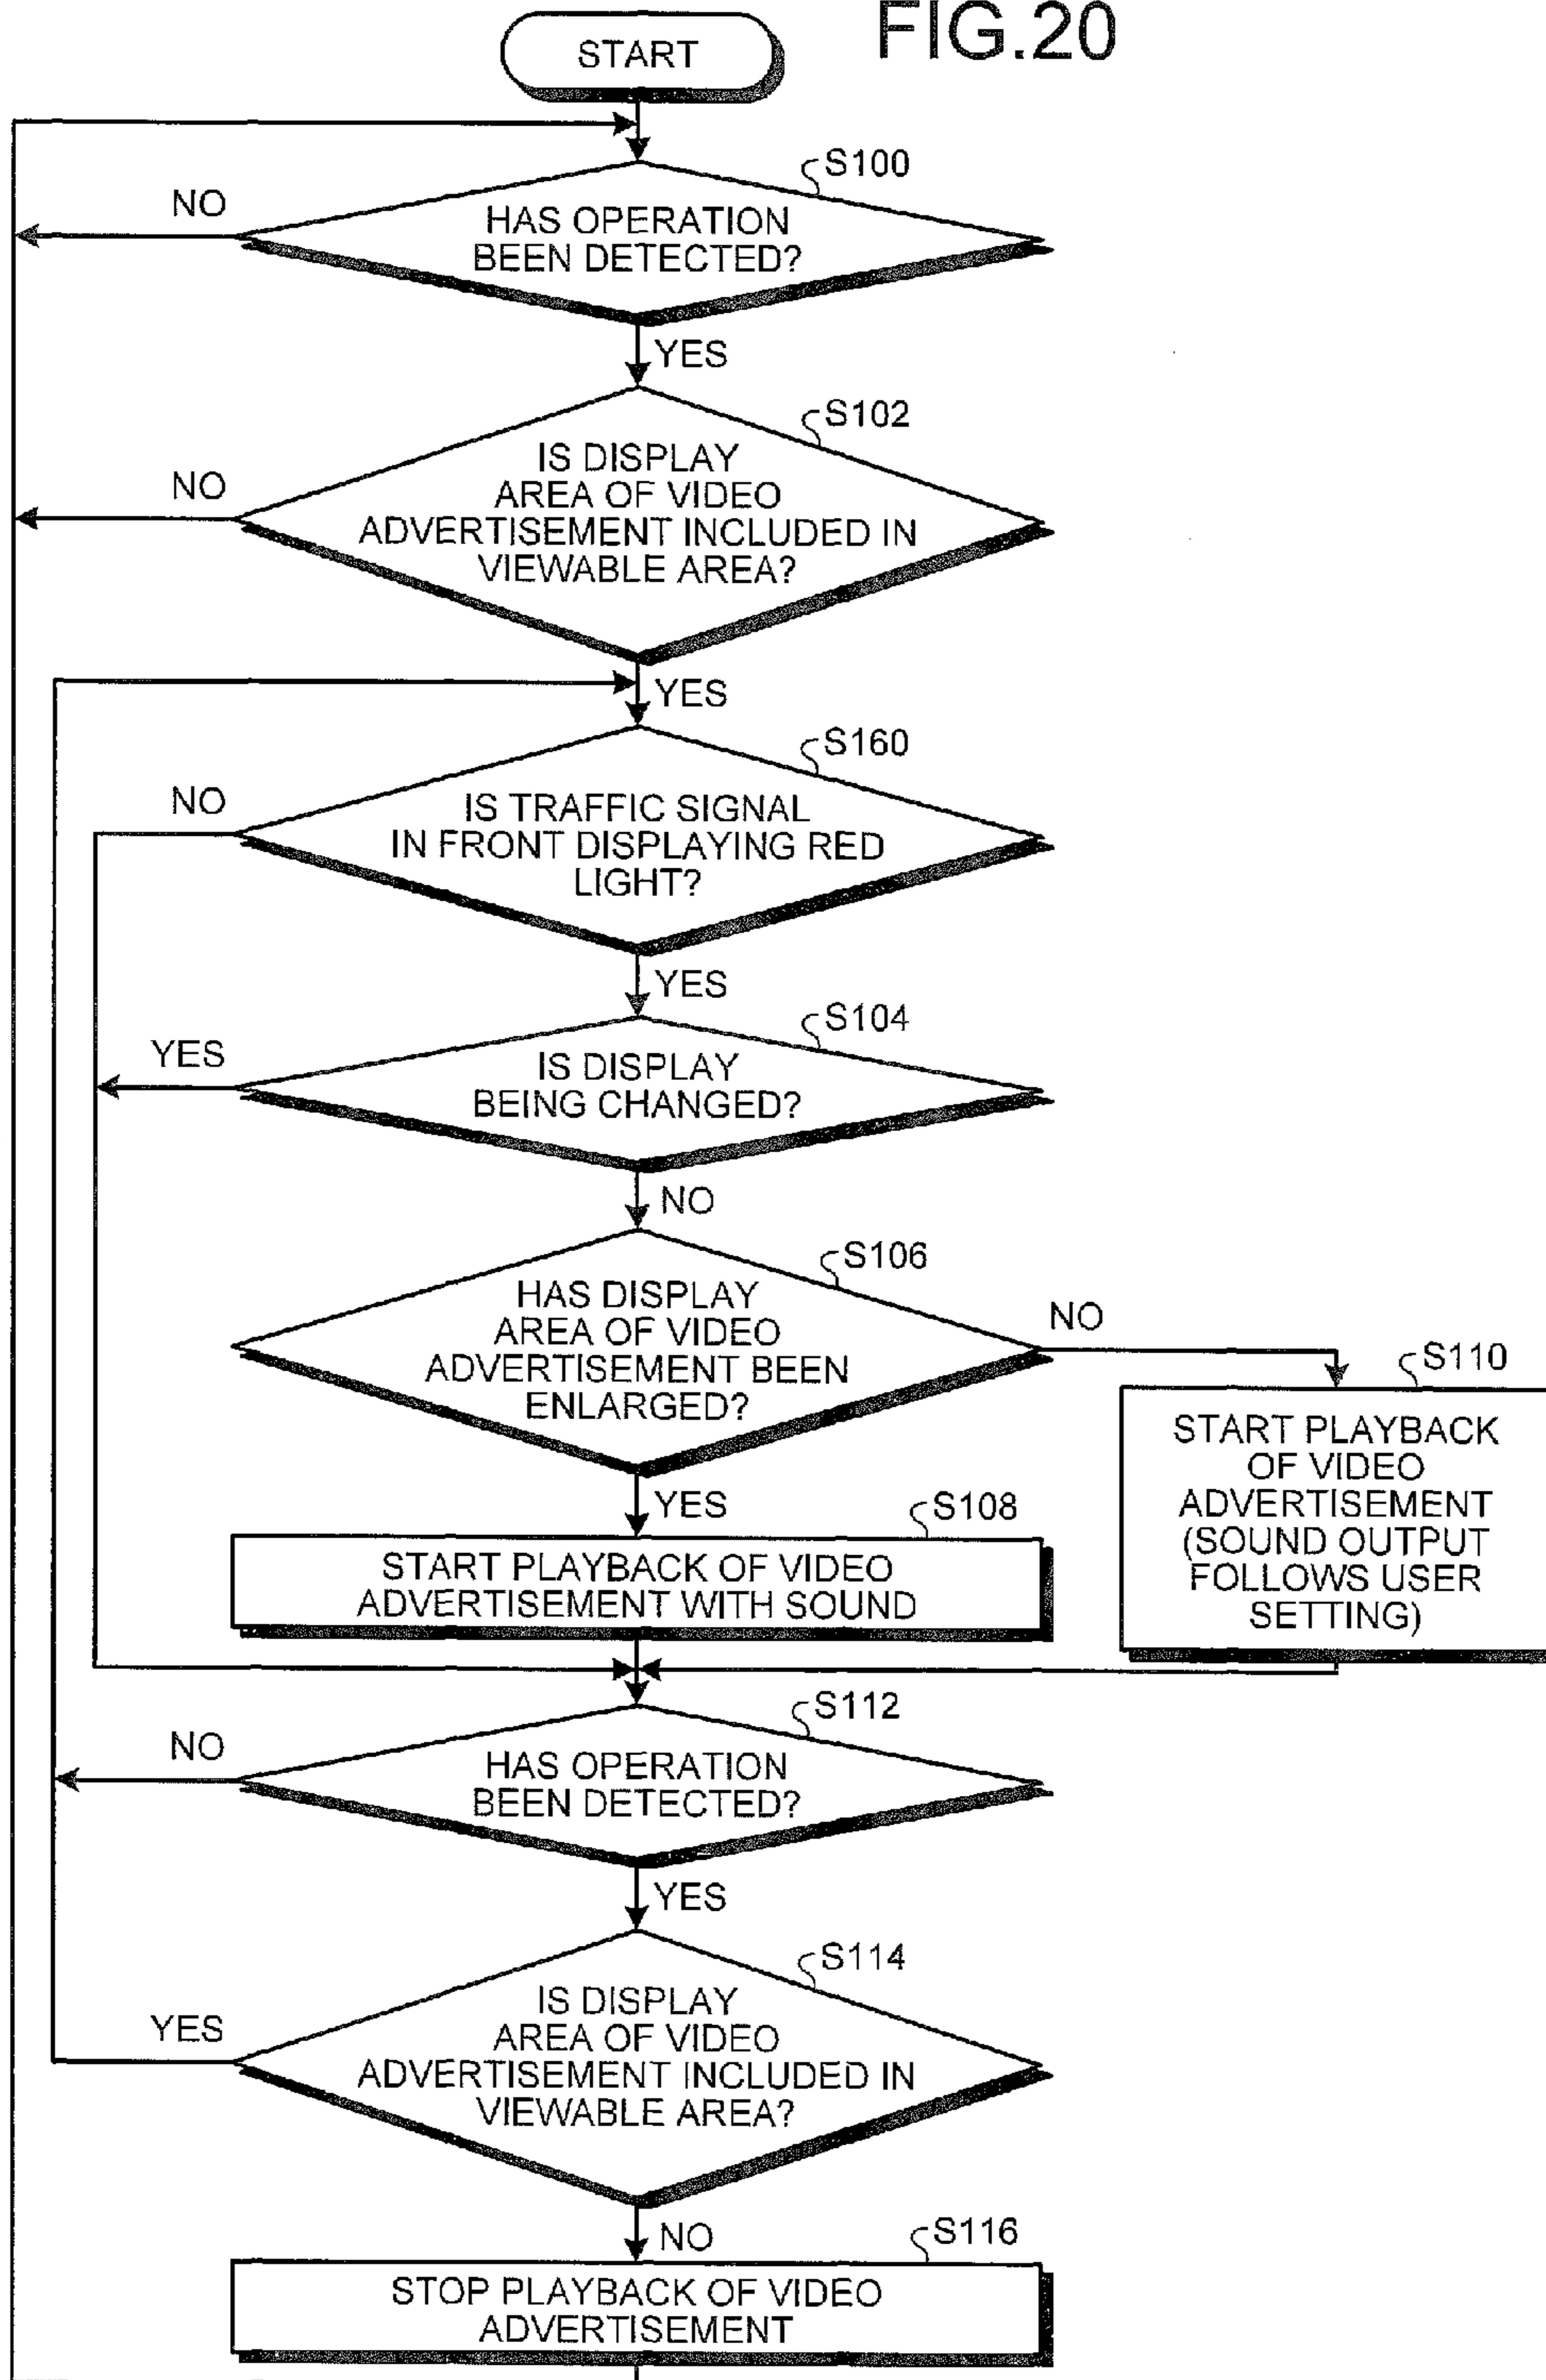 FIG.20
START
S100
NO
HAS OPERATION
BEEN DETECTED?
YES
S102
NO
IS DISPLAY
AREA OF VIDEO
ADVERTISEMENT INCLUDED IN
VIEWABLE AREA?
YES
S160
NO
IS TRAFFIC SIGNAL
IN FRONT DISPLAYING RED
LIGHT?
YES
S104
YES
IS DISPLAY
BEING CHANGED?
NO
S106
HAS DISPLAY
AREA OF VIDEO
ADVERTISEMENT BEEN
ENLARGED?
NO
S110
START PLAYBACK
OF VIDEO
ADVERTISEMENT
(SOUND OUTPUT
FOLLOWS USER
SETTING)
YES
S108
START PLAYBACK OF VIDEO
ADVERTISEMENT WITH SOUND
S112
NO
HAS OPERATION
BEEN DETECTED?
YES
S114
YES
IS DISPLAY
AREA OF VIDEO
ADVERTISEMENT INCLUDED IN
VIEWABLE AREA?
NO
S116
STOP PLAYBACK OF VIDEO
ADVERTISEMENT